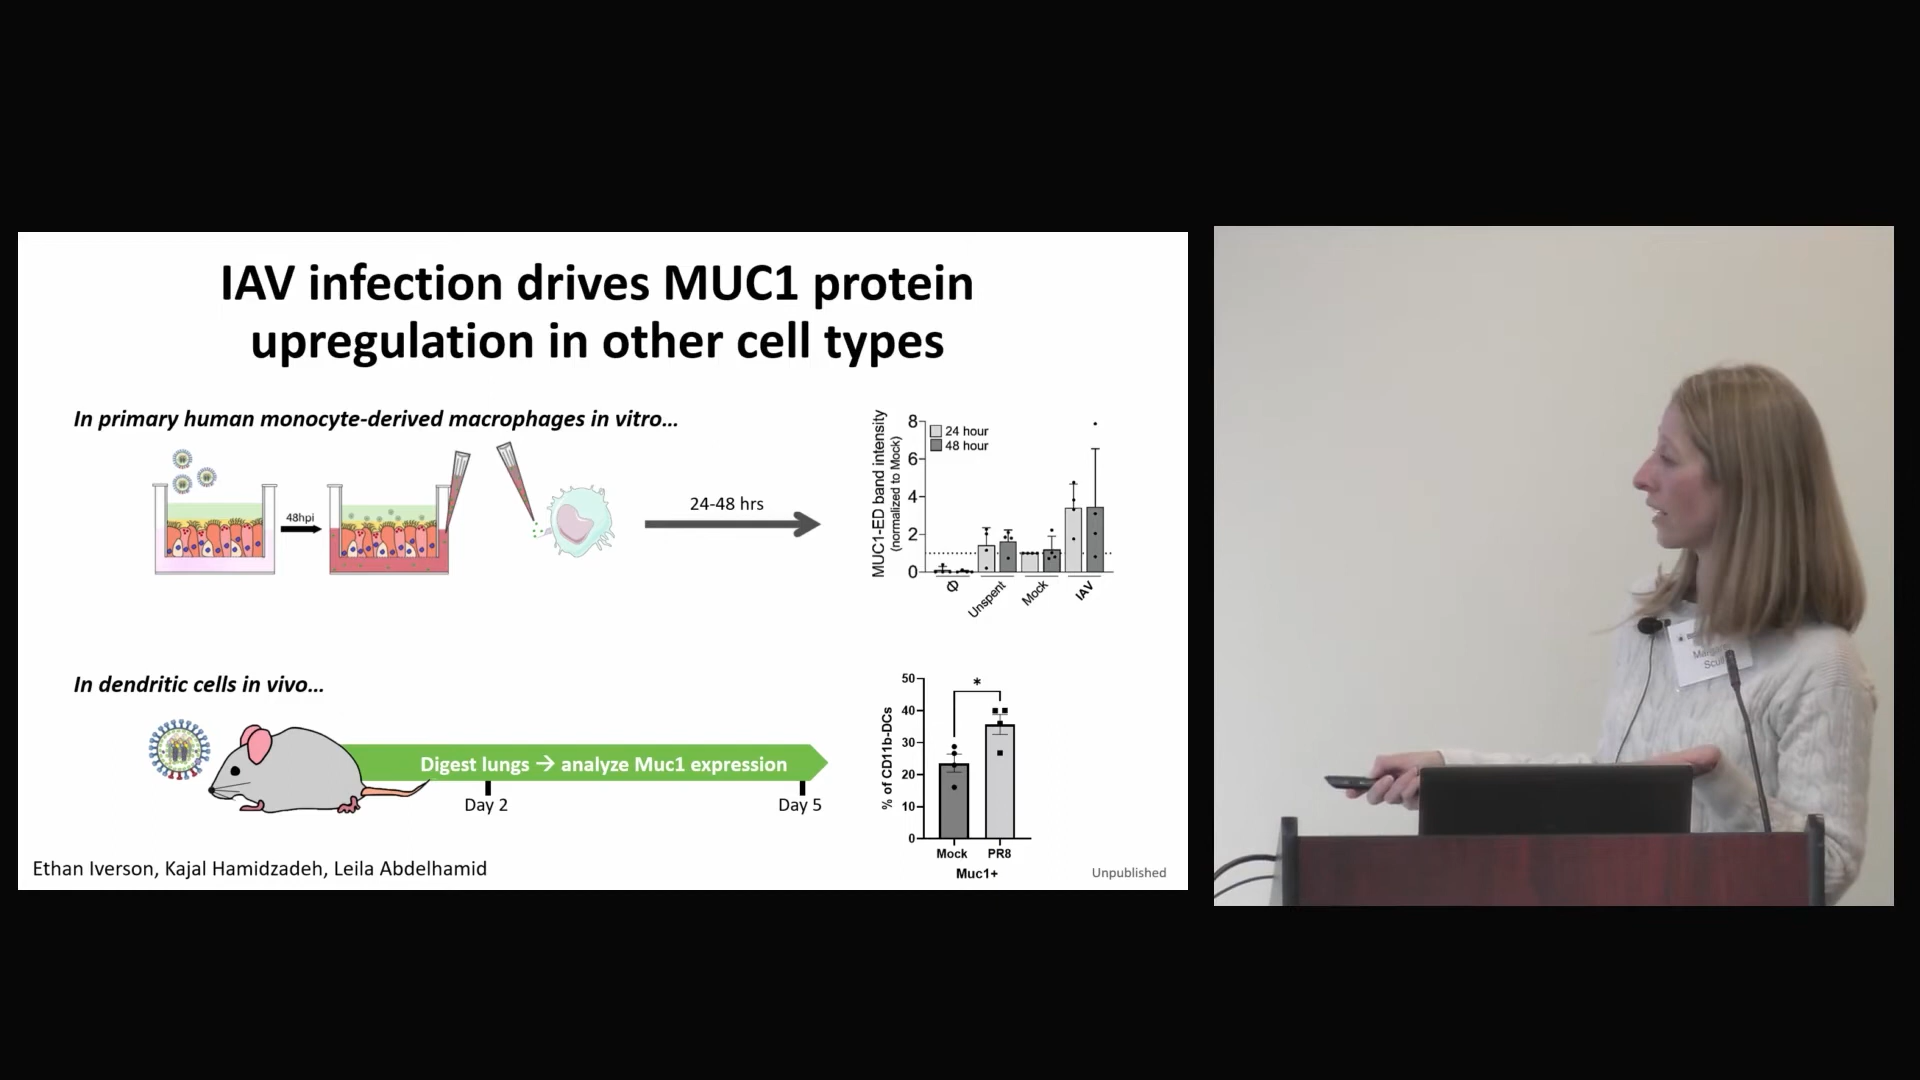 IAV infection drives MUC1 protein
upregulation in other cell types
In primary human monocyte-derived macrophages in vitro...
48hpi
24-48 hrs
MUC1-ED band intensity
(normalized to Mock)
8
6
4
2
0
24 hour
48 hour
Φ
Unspent
Mock
IAV
In dendritic cells in vivo...
Digest lungs → analyze Muc1 expression
Day 2
Day 5
% of CD11b-DCs
50
40
30
20
10
0
*
Mock
PR8
Muc1+
Ethan Iverson, Kajal Hamidzadeh, Leila Abdelhamid
Unpublished